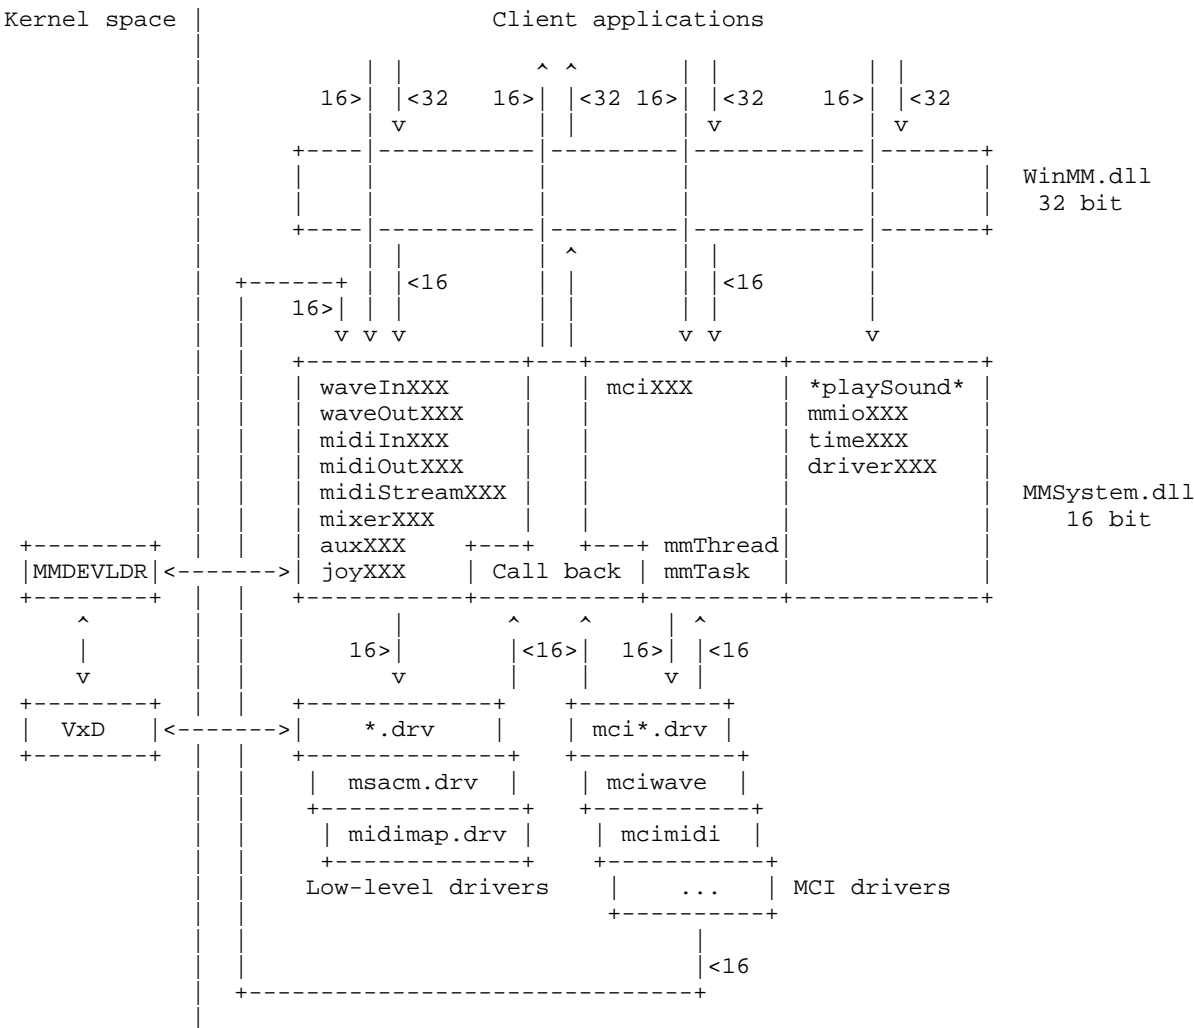 Kernel space | Client applications
16> <32 16> <32 16> <32 16> <32
WinMM.dll
32 bit
<16 <16
16>
waveInXXX mciXXX *playSound*
waveOutXXX mmioXXX
midiInXXX timeXXX
midiOutXXX driverXXX
midiStreamXXX MMSystem.dll
mixerXXX 16 bit
auxXXX mmThread
MMDEVLDR joyXXX Call back mmTask
16> <16> 16> <16
VxD *.drv mci*.drv
msacm.drv mciwave
midimap.drv mcimidi
Low-level drivers ... MCI drivers
<16